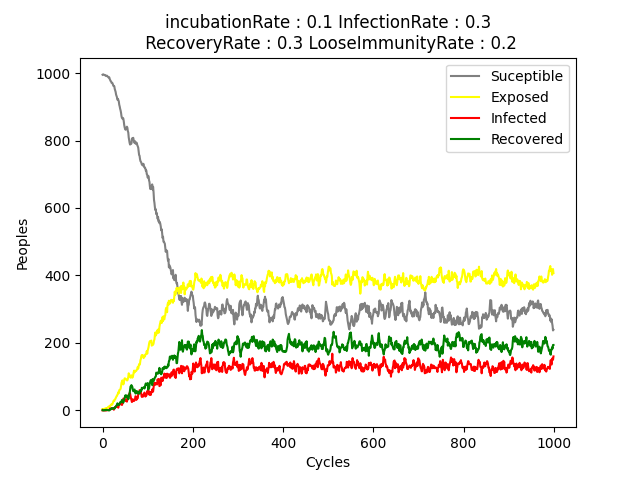 incubationRate : 0.1 InfectionRate : 0.3
RecoveryRate : 0.3 LooseImmunityRate : 0.2
1000
800
600
400
200
0
Peoples
Suceptible
Exposed
Infected
Recovered
0 200 400 600 800 1000
Cycles